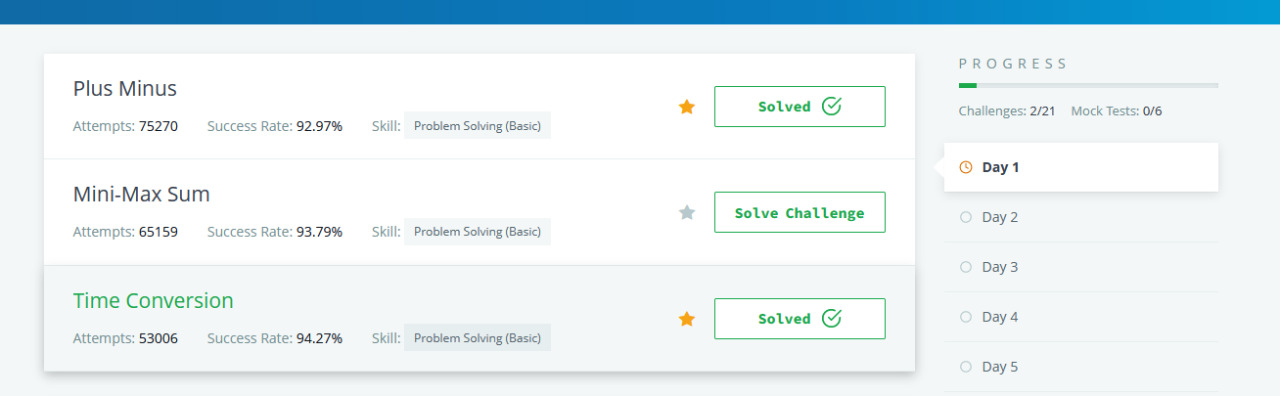 Plus Minus
Attempts: 75270 Success Rate: 92.97% Skill: Problem Solving (Basic)
Solved
Mini-Max Sum
Attempts: 65159 Success Rate: 93.79% Skill: Problem Solving (Basic)
Solve Challenge
Time Conversion
Attempts: 53006 Success Rate: 94.27% Skill: Problem Solving (Basic)
Solved
PROGRESS
Challenges: 2/21 Mock Tests: 0/6
Day 1
Day 2
Day 3
Day 4
Day 5